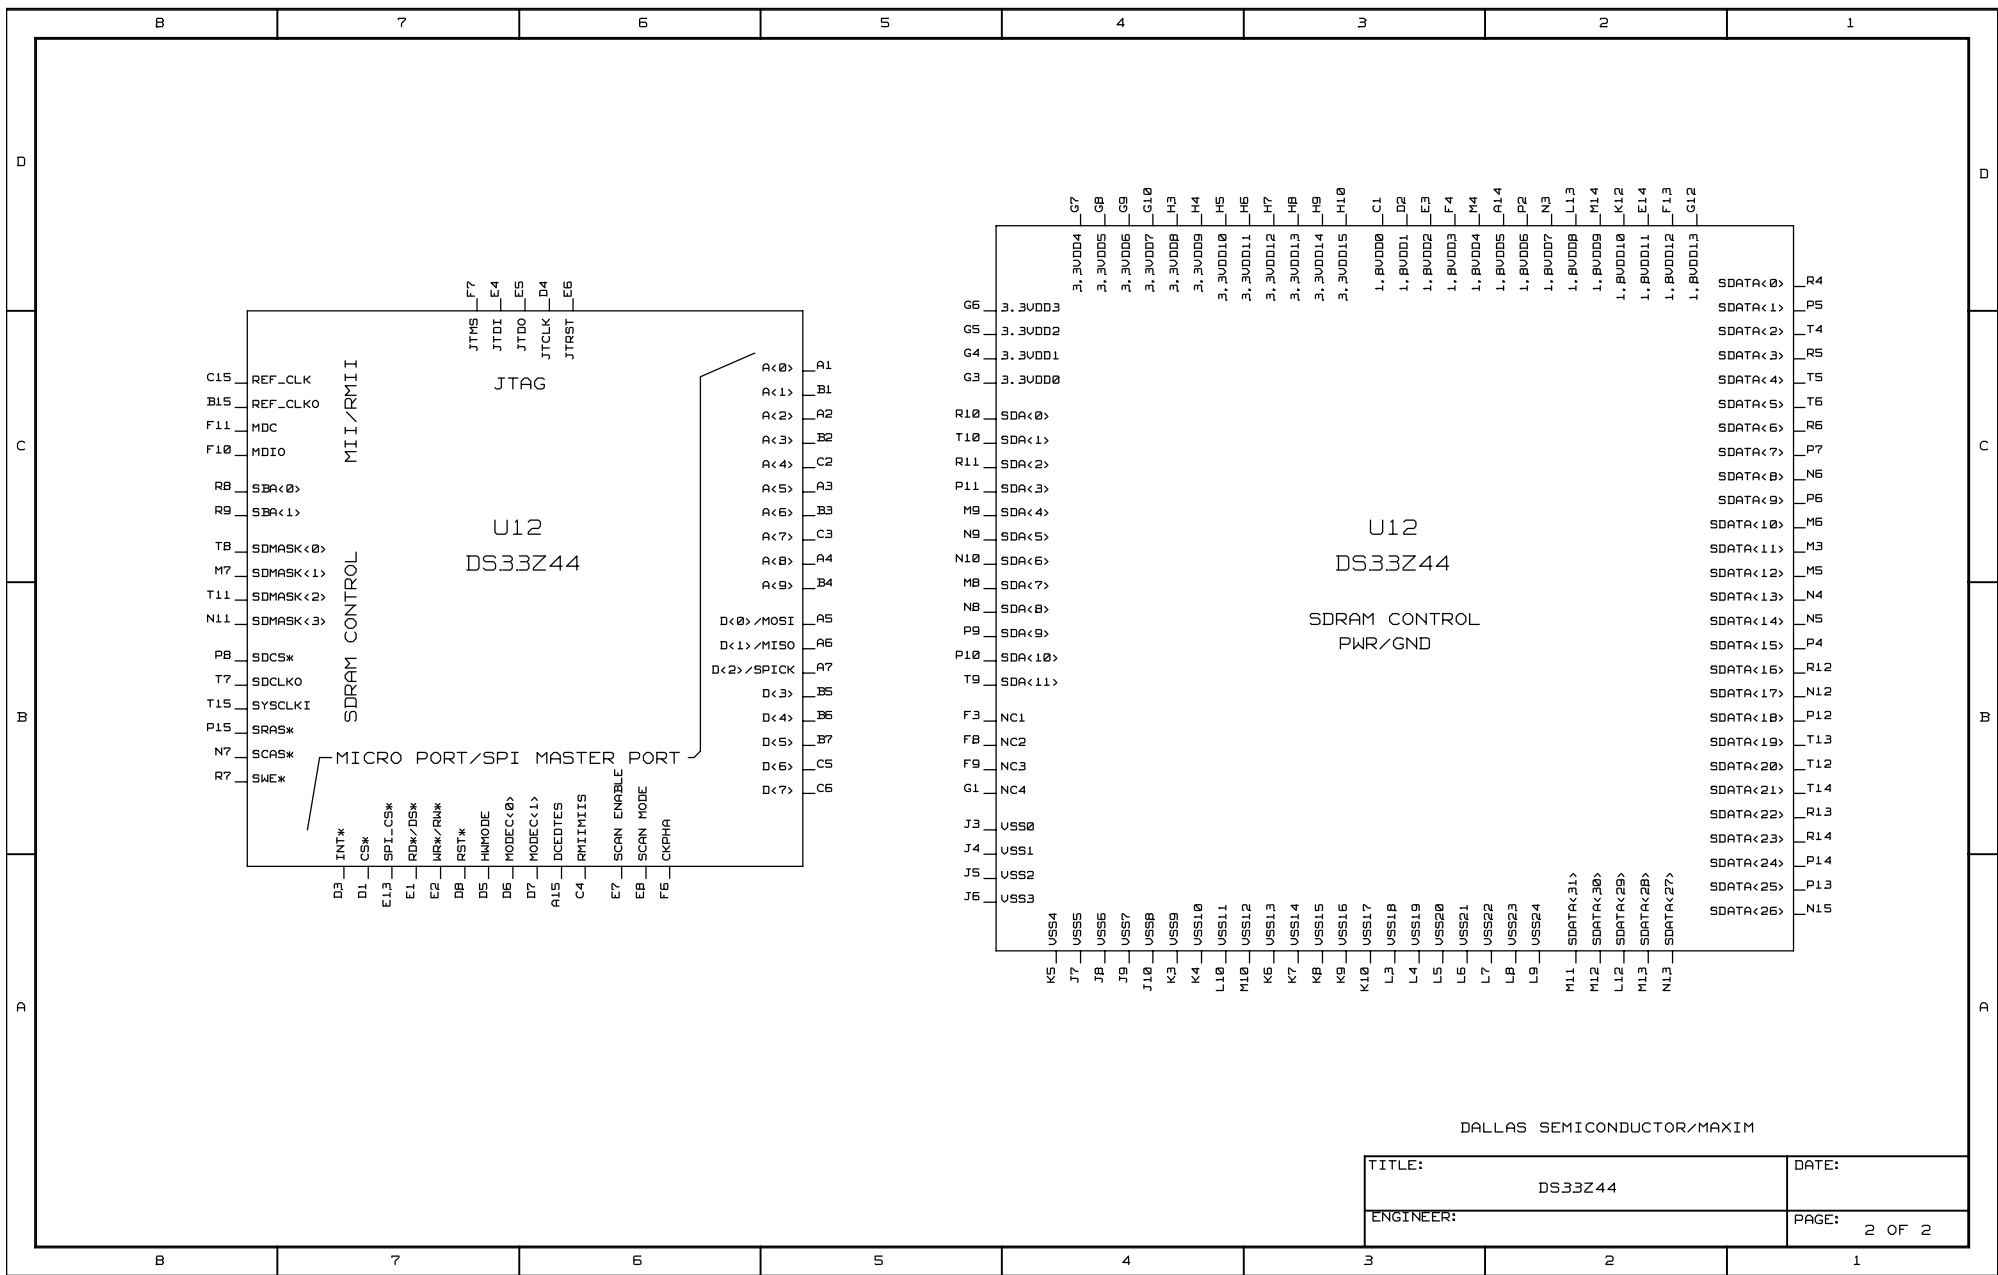 8 7 6 5 4 3 2 1
D
D
C
C
B
B
A
A
F7 E4 E5 D4 E6
JTMS JTDI JTDO JTCLK JTRST
JTAG
MII/RMII
C15 REF_CLK
B15 REF_CLKO
F11 MDC
F10 MDIO
R8 SBA<0>
R9 SBA<1>
T8 SDMASK<0>
M7 SDMASK<1>
T11 SDMASK<2>
N11 SDMASK<3>
P8 SDCS*
T7 SDCLKO
T15 SYSCLKI
P15 SRAS*
N7 SCAS*
R7 SWE*
SDRAM CONTROL
U12
DS33Z44
MICRO PORT/SPI MASTER PORT
A<0> A1
A<1> B1
A<2> A2
A<3> B2
A<4> C2
A<5> A3
A<6> B3
A<7> C3
A<8> A4
A<9> B4
D<0>/MOSI A5
D<1>/MISO A6
D<2>/SPICK A7
D<3> B5
D<4> B6
D<5> B7
D<6> C5
D<7> C6
INT* CS* SPI_CS* RD*/DS* WR*/RW* RST* HWMODE MODEC<0> MODEC<1> DCEDTES RMIIMIIS SCAN ENABLE SCAN MODE CKPHA
D3 D1 E13 E1 E2 D8 D5 D6 D7 A15 C4 E7 E8 F6
G7 G8 G9 G10 H3 H4 H5 H6 H7 H8 H9 H10 C1 D2 E3 F4 M4 A14 P2 N3 L13 M14 K12 E14 F13 G12
3.3VDD4 3.3VDD5 3.3VDD6 3.3VDD7 3.3VDD8 3.3VDD9 3.3VDD10 3.3VDD11 3.3VDD12 3.3VDD13 3.3VDD14 3.3VDD15 1.8VDD0 1.8VDD1 1.8VDD2 1.8VDD3 1.8VDD4 1.8VDD5 1.8VDD6 1.8VDD7 1.8VDD8 1.8VDD9 1.8VDD10 1.8VDD11 1.8VDD12 1.8VDD13
G6 3.3VDD3
G5 3.3VDD2
G4 3.3VDD1
G3 3.3VDD0
R10 SDA<0>
T10 SDA<1>
R11 SDA<2>
P11 SDA<3>
M9 SDA<4>
N9 SDA<5>
N10 SDA<6>
M8 SDA<7>
N8 SDA<8>
P9 SDA<9>
P10 SDA<10>
T9 SDA<11>
F3 NC1
F8 NC2
F9 NC3
G1 NC4
J3 VSS0
J4 VSS1
J5 VSS2
J6 VSS3
U12
DS33Z44
SDRAM CONTROL
PWR/GND
SDATA<0> R4
SDATA<1> P5
SDATA<2> T4
SDATA<3> R5
SDATA<4> T5
SDATA<5> T6
SDATA<6> R6
SDATA<7> P7
SDATA<8> N6
SDATA<9> P6
SDATA<10> M6
SDATA<11> M3
SDATA<12> M5
SDATA<13> N4
SDATA<14> N5
SDATA<15> P4
SDATA<16> R12
SDATA<17> N12
SDATA<18> P12
SDATA<19> T13
SDATA<20> T12
SDATA<21> T14
SDATA<22> R13
SDATA<23> R14
SDATA<24> P14
SDATA<25> P13
SDATA<26> N15
VSS4 VSS5 VSS6 VSS7 VSS8 VSS9 VSS10 VSS11 VSS12 VSS13 VSS14 VSS15 VSS16 VSS17 VSS18 VSS19 VSS20 VSS21 VSS22 VSS23 VSS24 SDATA<31> SDATA<30> SDATA<29> SDATA<28> SDATA<27>
K5 J7 J8 J9 J10 K3 K4 L10 M10 K6 K7 K8 K9 K10 L3 L4 L5 L6 L7 L8 L9 M11 M12 L12 M13 N13
DALLAS SEMICONDUCTOR/MAXIM
TITLE:
DS33Z44
DATE:
ENGINEER:
PAGE: 2 OF 2
8 7 6 5 4 3 2 1